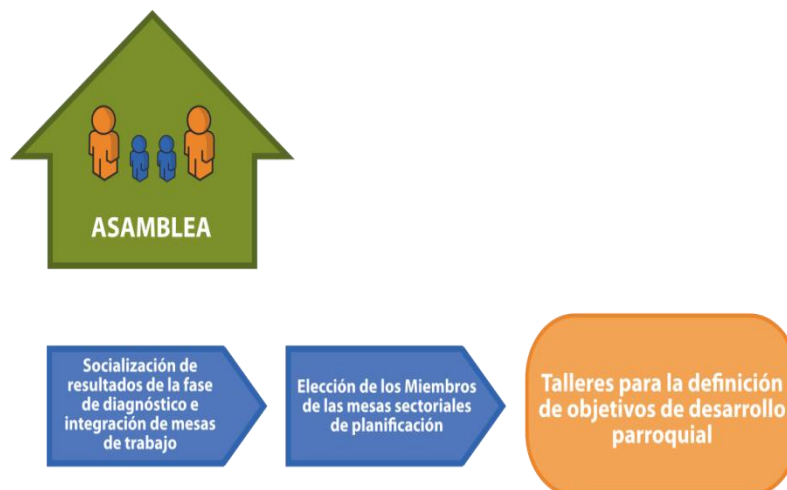 ASAMBLEA
Socialización de
resultados de la fase
de diagnóstico e
integración de mesas
de trabajo
Elección de los Miembros
de las mesas sectoriales
de planificación
Talleres para la definición
de objetivos de desarrollo
parroquial